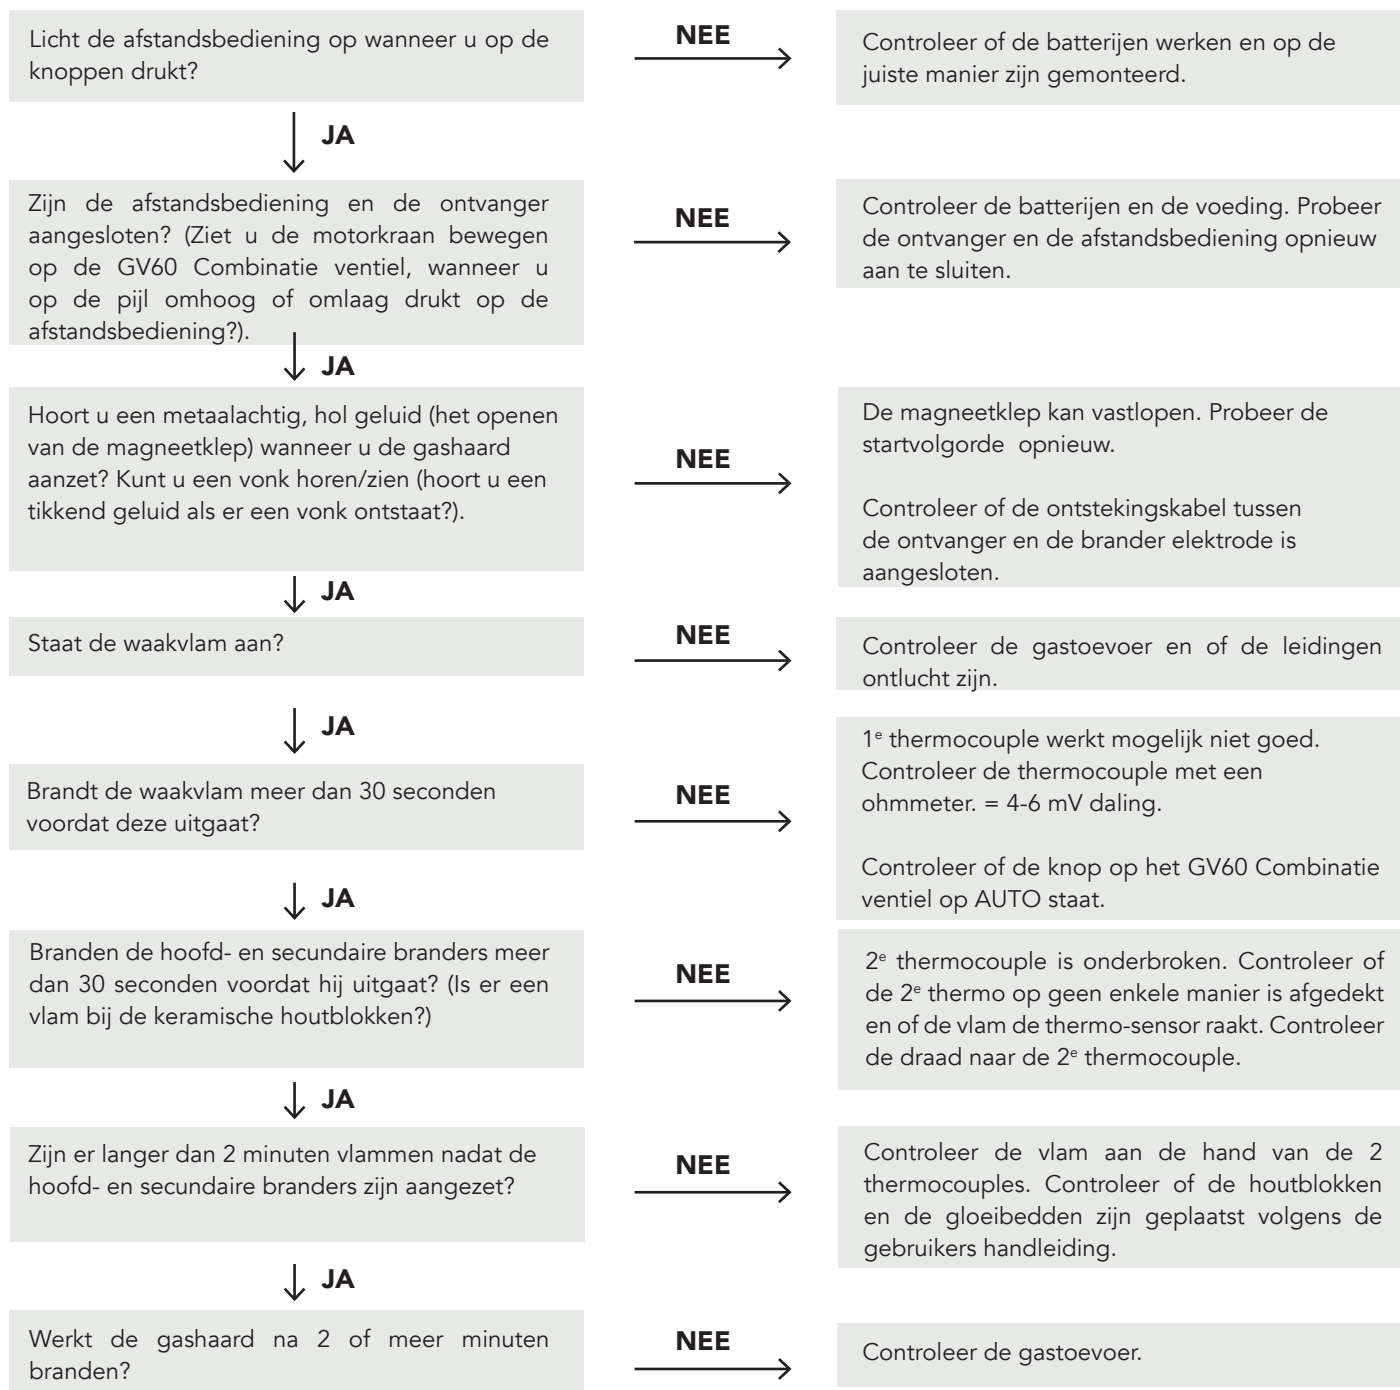 Licht de afstandsbediening op wanneer u op de
knoppen drukt?
NEE
Controleer of de batterijen werken en op de
juiste manier zijn gemonteerd.
JA
Zijn de afstandsbediening en de ontvanger
aangesloten? (Ziet u de motorkraan bewegen
op de GV60 Combinatie ventiel, wanneer u
op de pijl omhoog of omlaag drukt op de
afstandsbediening?).
NEE
Controleer de batterijen en de voeding. Probeer
de ontvanger en de afstandsbediening opnieuw
aan te sluiten.
JA
Hoort u een metaalachtig, hol geluid (het openen
van de magneetklep) wanneer u de gashaard
aanzet? Kunt u een vonk horen/zien (hoort u een
tikkend geluid als er een vonk ontstaat?).
NEE
De magneetklep kan vastlopen. Probeer de
startvolgorde opnieuw.
Controleer of de ontstekingskabel tussen
de ontvanger en de brander elektrode is
aangesloten.
JA
Staat de waakvlam aan?
NEE
Controleer de gastoevoer en of de leidingen
ontlucht zijn.
JA
Brandt de waakvlam meer dan 30 seconden
voordat deze uitgaat?
NEE
1e thermocouple werkt mogelijk niet goed.
Controleer de thermocouple met een
ohmmeter. = 4-6 mV daling.
Controleer of de knop op het GV60 Combinatie
ventiel op AUTO staat.
JA
Branden de hoofd- en secundaire branders meer
dan 30 seconden voordat hij uitgaat? (Is er een
vlam bij de keramische houtblokken?)
NEE
2e thermocouple is onderbroken. Controleer of
de 2e thermo op geen enkele manier is afgedekt
en of de vlam de thermo-sensor raakt. Controleer
de draad naar de 2e thermocouple.
JA
Zijn er langer dan 2 minuten vlammen nadat de
hoofd- en secundaire branders zijn aangezet?
NEE
Controleer de vlam aan de hand van de 2
thermocouples. Controleer of de houtblokken
en de gloeibedden zijn geplaatst volgens de
gebruikers handleiding.
JA
Werkt de gashaard na 2 of meer minuten
branden?
NEE
Controleer de gastoevoer.